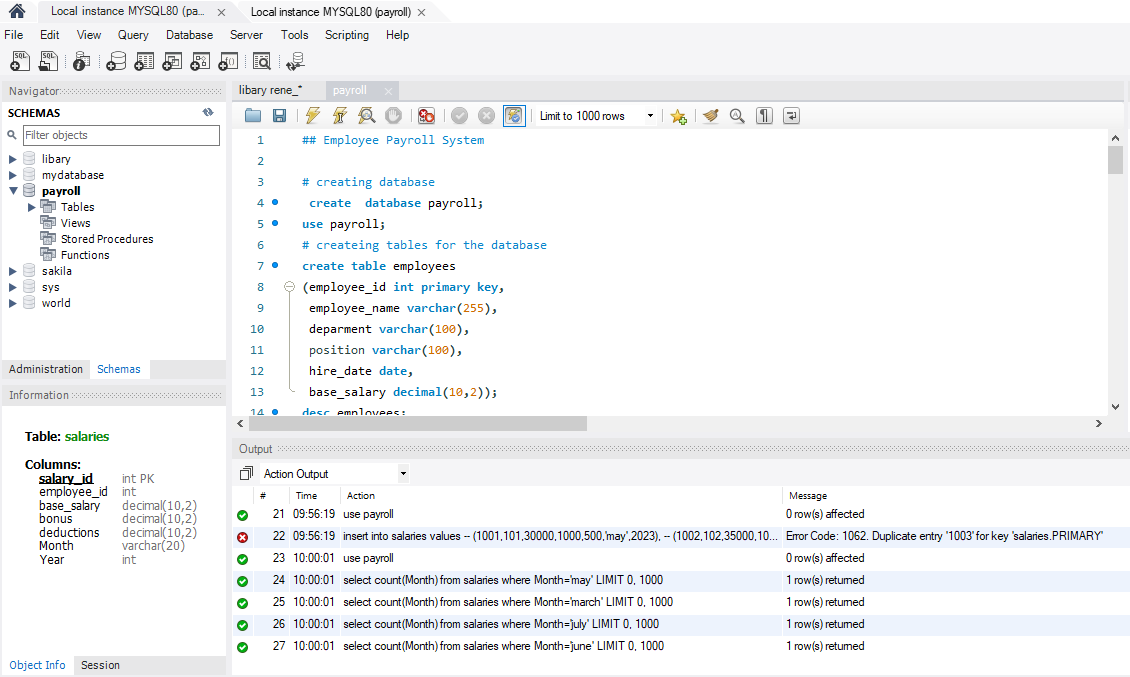 Local instance MYSQL80 (pa...
Local instance MYSQL80 (payroll)
File Edit View Query Database Server Tools Scripting Help
Navigator
SCHEMAS
Filter objects
libary
mydatabase
payroll
Tables
Views
Stored Procedures
Functions
sakila
sys
world
Administration Schemas
Information
Table: salaries
Columns:
salary_id int PK
employee_id int
base_salary decimal(10,2)
bonus decimal(10,2)
deductions decimal(10,2)
Month varchar(20)
Year int
Object Info Session
libary rene_* payroll
Limit to 1000 rows
1 ## Employee Payroll System
2
3 # creating database
4 create database payroll;
5 use payroll;
6 # createing tables for the database
7 create table employees
8 (employee_id int primary key,
9 employee_name varchar(255),
10 deparment varchar(100),
11 position varchar(100),
12 hire_date date,
13 base_salary decimal(10,2));
14 desc employees;
Output
Action Output
# Time Action Message
21 09:56:19 use payroll 0 row(s) affected
22 09:56:19 insert into salaries values -- (1001,101,30000,1000,500,'may',2023), -- (1002,102,35000,10... Error Code: 1062. Duplicate entry '1003' for key 'salaries.PRIMARY'
23 10:00:01 use payroll 0 row(s) affected
24 10:00:01 select count(Month) from salaries where Month='may' LIMIT 0, 1000 1 row(s) returned
25 10:00:01 select count(Month) from salaries where Month='march' LIMIT 0, 1000 1 row(s) returned
26 10:00:01 select count(Month) from salaries where Month='july' LIMIT 0, 1000 1 row(s) returned
27 10:00:01 select count(Month) from salaries where Month='june' LIMIT 0, 1000 1 row(s) returned